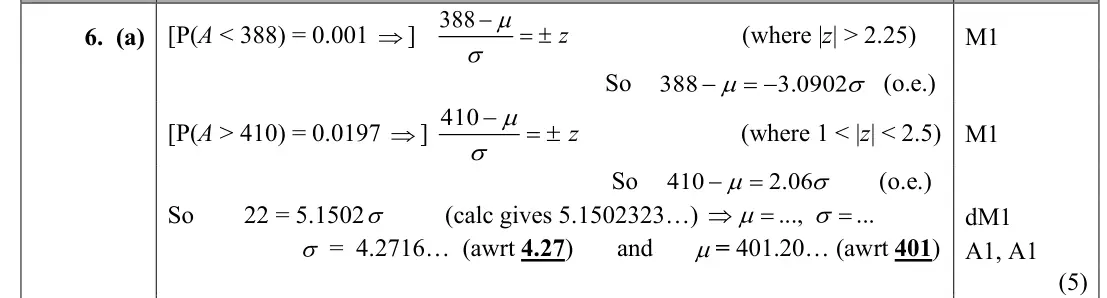 6. (a) [P(A < 388) = 0.001 ⇒ ] (388 − μ)/σ = ± z (where |z| > 2.25) M1
So 388 − μ = −3.0902σ (o.e.)
[P(A > 410) = 0.0197 ⇒ ] (410 − μ)/σ = ± z (where 1 < |z| < 2.5) M1
So 410 − μ = 2.06σ (o.e.)
So 22 = 5.1502σ (calc gives 5.1502323…) ⇒ μ = ..., σ = ... dM1
σ = 4.2716… (awrt 4.27) and μ = 401.20… (awrt 401) A1, A1
(5)